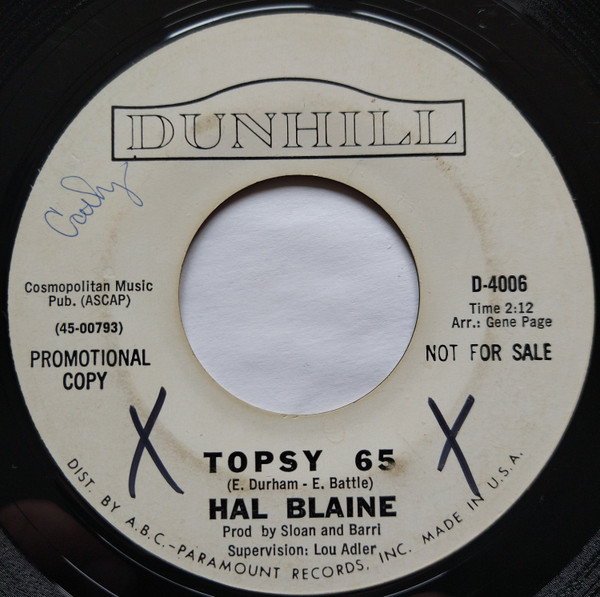 DUNHILL
Cosmopolitan Music
Pub. (ASCAP)
(45-00793)
PROMOTIONAL
COPY
D-4006
Time 2:12
Arr.: Gene Page
NOT FOR SALE
X
X
TOPSY 65
(E. Durham - E. Battle)
HAL BLAINE
Prod by Sloan and Barri
Supervision: Lou Adler
DIST. BY A.B.C.-PARAMOUNT RECORDS, INC. MADE IN U.S.A.